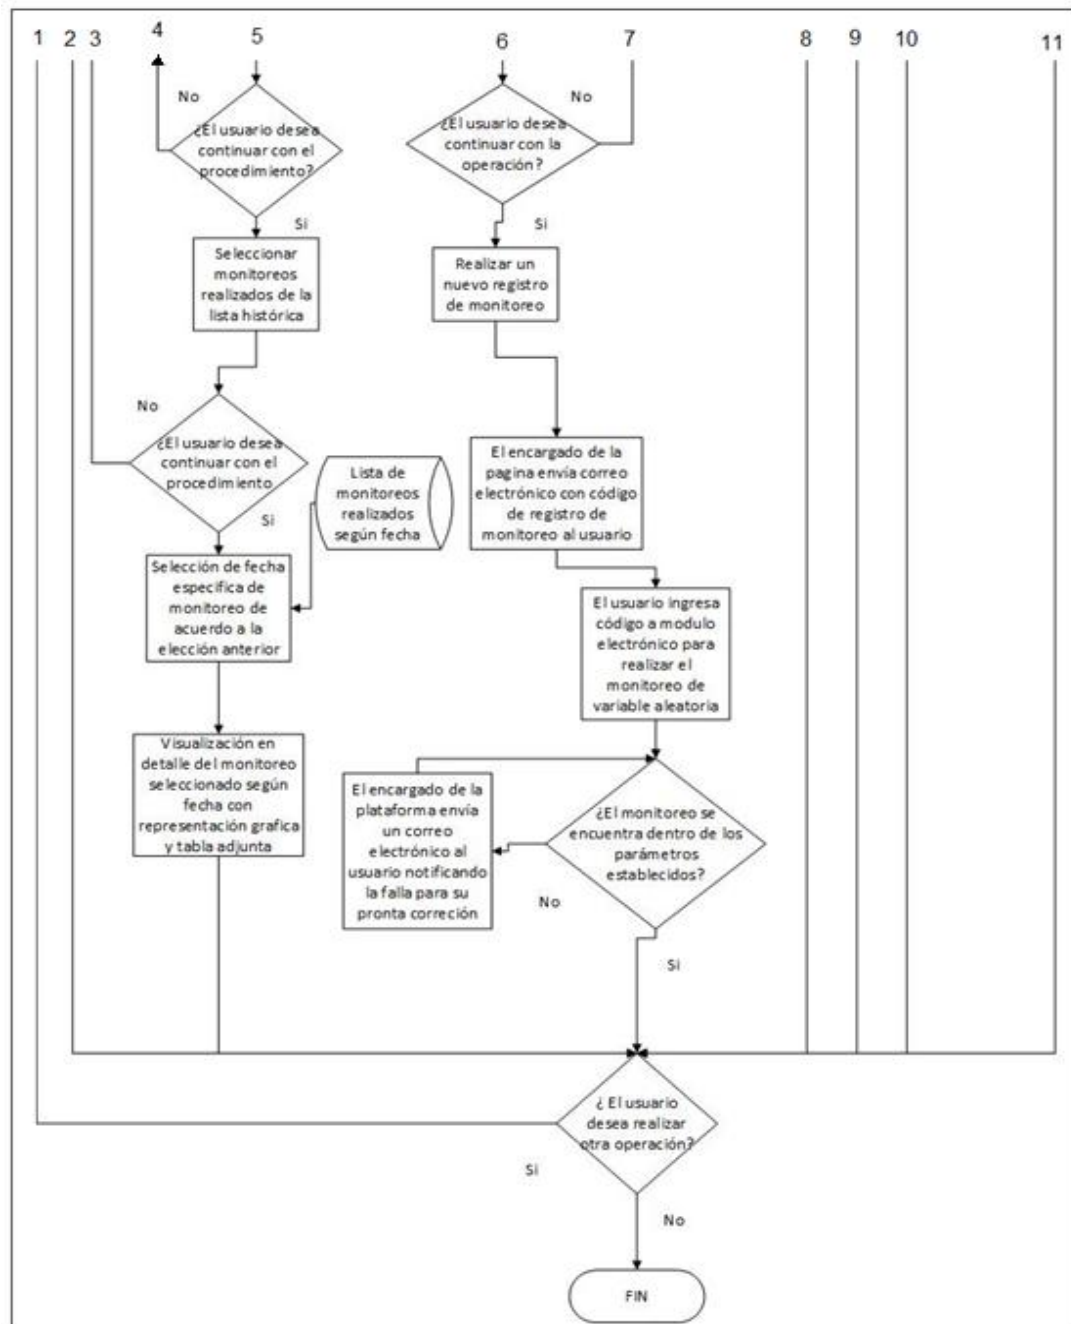 1 2 3 4 5 6 7 8 9 10 11
No
¿El usuario desea
continuar con el
procedimiento?
Si
No
¿El usuario desea
continuar con la
operación?
Si
Seleccionar
monitoreos
realizados de la
lista histórica
Realizar un
nuevo registro
de monitoreo
No
¿El usuario desea
continuar con el
procedimiento
Si
Lista de
monitoreos
realizados
según fecha
El encargado de la
pagina envía correo
electrónico con código
de registro de
monitoreo al usuario
Selección de fecha
especifica de
monitoreo de
acuerdo a la
elección anterior
El usuario ingresa
código a modulo
electrónico para
realizar el
monitoreo de
variable aleatoria
Visualización en
detalle del monitoreo
seleccionado según
fecha con
representación grafica
y tabla adjunta
El encargado de la
plataforma envía
un correo
electrónico al
usuario notificando
la falla para su
pronta correción
¿El monitoreo se
encuentra dentro de los
parámetros
establecidos?
No
Si
¿ El usuario
desea realizar
otra operación?
Si
No
FIN